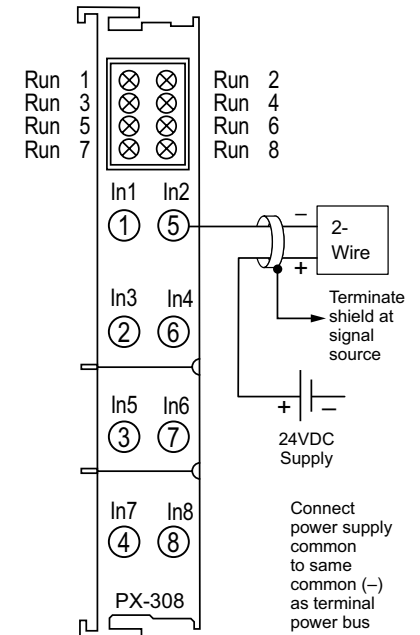 Run 1 Run 2
Run 3 Run 4
Run 5 Run 6
Run 7 Run 8
In1 In2
1 5
– 2-
Wire
+
In3 In4
2 6
Terminate
shield at
signal
source
In5 In6
3 7
+ –
24VDC
Supply
In7 In8
4 8
Connect
power supply
common
to same
common (–)
as terminal
power bus
PX-308